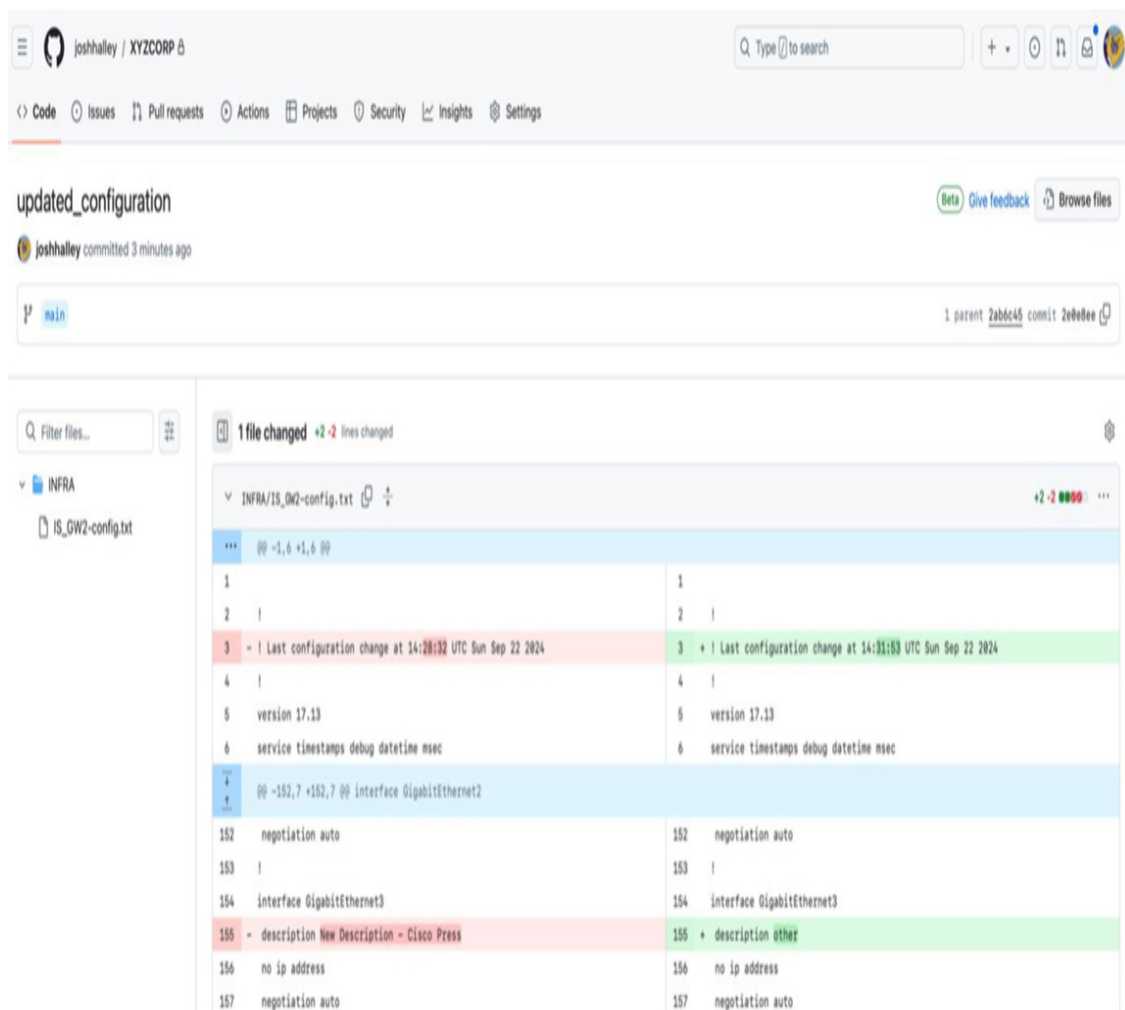 joshhalley / XYZCORP
Type / to search
Code Issues Pull requests Actions Projects Security Insights Settings
updated_configuration
Beta Give feedback Browse files
joshhalley committed 3 minutes ago
main
1 parent 2ab6c45 commit 2e0e8ee
Filter files...
1 file changed +2 -2 lines changed
INFRA
IS_GW2-config.txt
INFRA/IS_GW2-config.txt +2 -2
... @@ -1,6 +1,6 @@
1 1
2 ! 2 !
3 - ! Last configuration change at 14:28:32 UTC Sun Sep 22 2024 3 + ! Last configuration change at 14:31:53 UTC Sun Sep 22 2024
4 ! 4 !
5 version 17.13 5 version 17.13
6 service timestamps debug datetime msec 6 service timestamps debug datetime msec
@@ -152,7 +152,7 @@ interface GigabitEthernet2
152 negotiation auto 152 negotiation auto
153 ! 153 !
154 interface GigabitEthernet3 154 interface GigabitEthernet3
155 - description New Description - Cisco Press 155 + description other
156 no ip address 156 no ip address
157 negotiation auto 157 negotiation auto